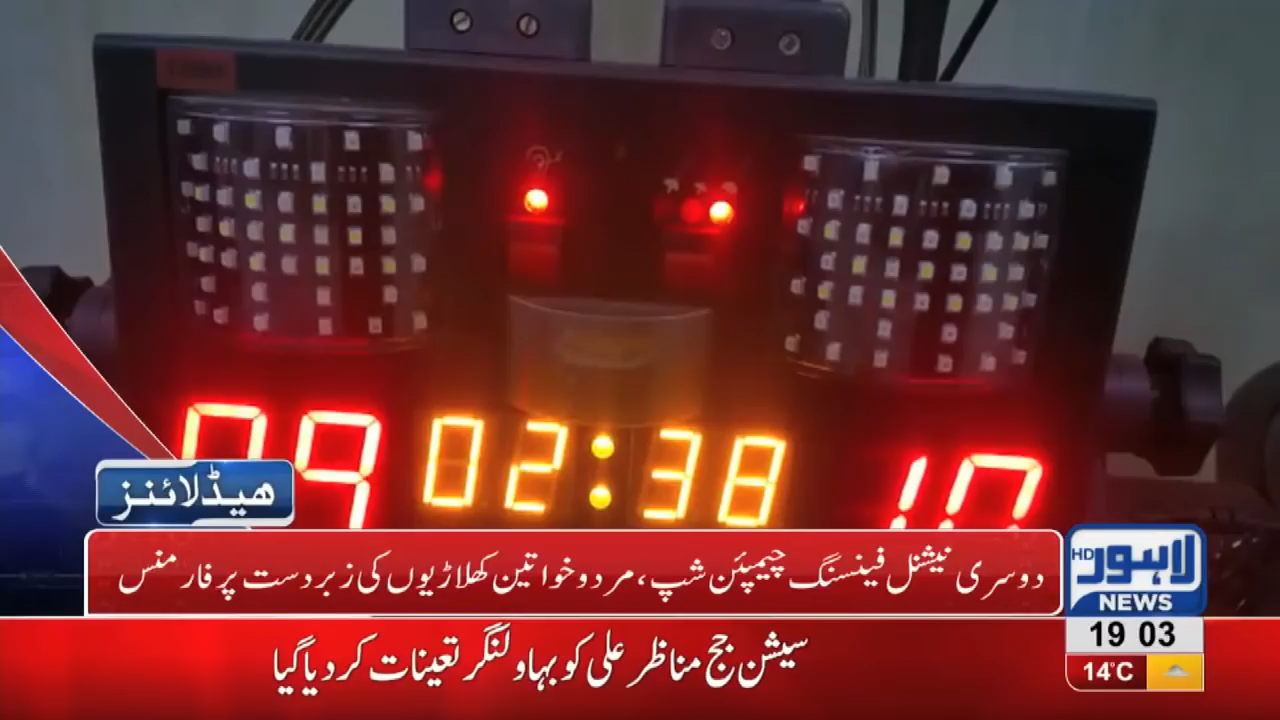 09 02:38 10
ھیڈلائنز
دوسری نیشنل فینسنگ چیمپئن شپ، مرد و خواتین کھلاڑیوں کی زبردست پرفارمنس
لاہور HD
NEWS
سیشن جج مناظر علی کو بہاولنگر تعینات کر دیا گیا
19 03
14°C